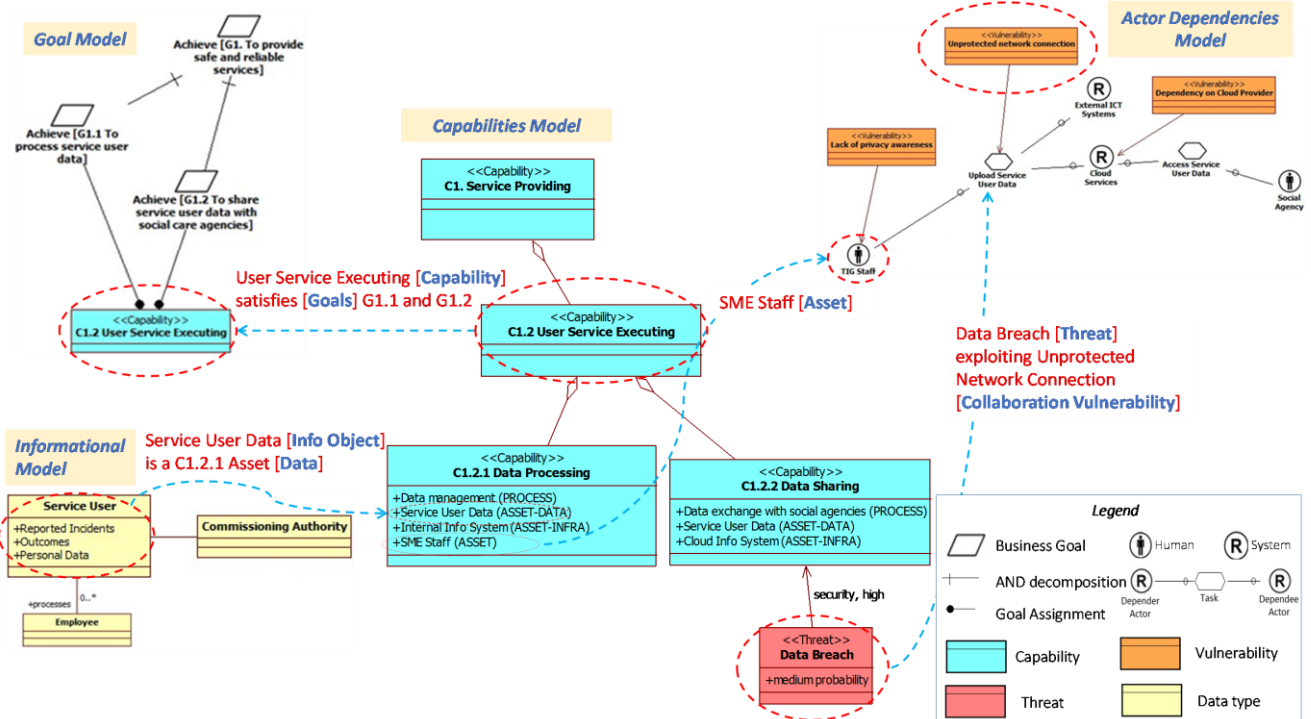 Goal Model
Achieve [G1. To provide
safe and reliable
services]
Achieve [G1.1 To
process service user
data]
Achieve [G1.2 To share
service user data with
social care agencies]
<<Capability>>
C1.2 User Service Executing
User Service Executing [Capability]
satisfies [Goals] G1.1 and G1.2
Capabilities Model
<<Capability>>
C1. Service Providing
<<Capability>>
C1.2 User Service Executing
<<Capability>>
C1.2.1 Data Processing
+Data management (PROCESS)
+Service User Data (ASSET-DATA)
+Internal Info System (ASSET-INFRA)
+SME Staff (ASSET)
<<Capability>>
C1.2.2 Data Sharing
+Data exchange with social agencies (PROCESS)
+Service User Data (ASSET-DATA)
+Cloud Info System (ASSET-INFRA)
security, high
<<Threat>>
Data Breach
+medium probability
Actor Dependencies
Model
<<Vulnerability>>
Unprotected network connection
<<Vulnerability>>
Dependency on Cloud Provider
<<Vulnerability>>
Lack of privacy awareness
R
External ICT
Systems
Upload Service
User Data
R
Cloud
Services
Access Service
User Data
Social
Agency
TIG Staff
SME Staff [Asset]
Data Breach [Threat]
exploiting Unprotected
Network Connection
[Collaboration Vulnerability]
Informational
Model
Service User Data [Info Object]
is a C1.2.1 Asset [Data]
Service User
+Reported Incidents
+Outcomes
+Personal Data
Commissioning Authority
+processes
0...*
Employee
Legend
Business Goal
Human
R
System
AND decomposition
R
R
Depender
Actor
Task
Dependee
Actor
Goal Assignment
Capability
Vulnerability
Threat
Data type